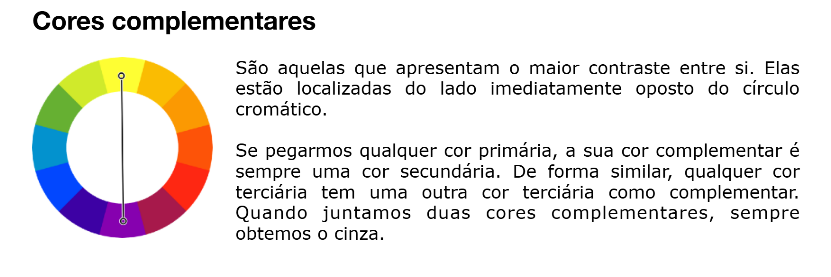 Cores complementares
São aquelas que apresentam o maior contraste entre si. Elas
estão localizadas do lado imediatamente oposto do círculo
cromático.
Se pegarmos qualquer cor primária, a sua cor complementar é
sempre uma cor secundária. De forma similar, qualquer cor
terciária tem uma outra cor terciária como complementar.
Quando juntamos duas cores complementares, sempre
obtemos o cinza.